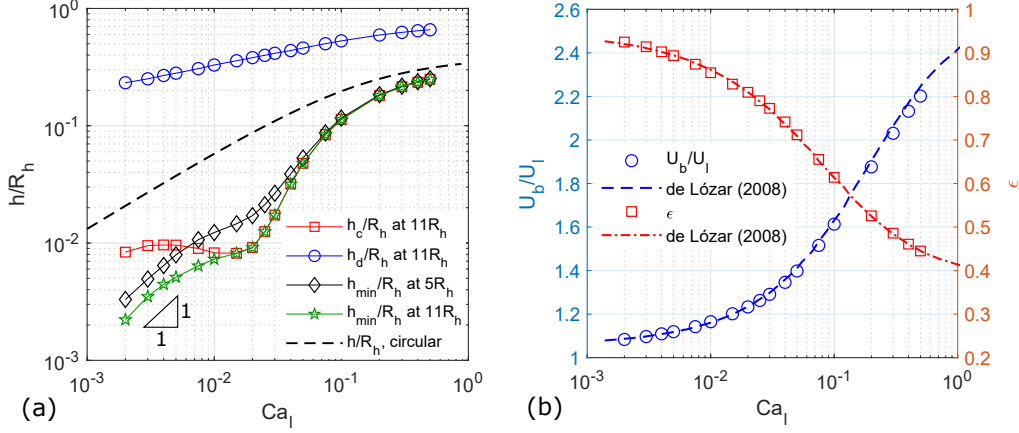 10^0
10^-1
10^-2
10^-3
h/R_h
h_c/R_h at 11R_h
h_d/R_h at 11R_h
h_min/R_h at 5R_h
h_min/R_h at 11R_h
h/R_h, circular
1
1
10^-3
10^-2
10^-1
10^0
Ca_l
(a)
2.6
2.4
2.2
2
1.8
1.6
1.4
1.2
1
U_b/U_l
U_b/U_l
de Lózar (2008)
ϵ
de Lózar (2008)
1
0.9
0.8
0.7
0.6
0.5
0.4
0.3
0.2
ϵ
10^-3
10^-2
10^-1
10^0
Ca_l
(b)